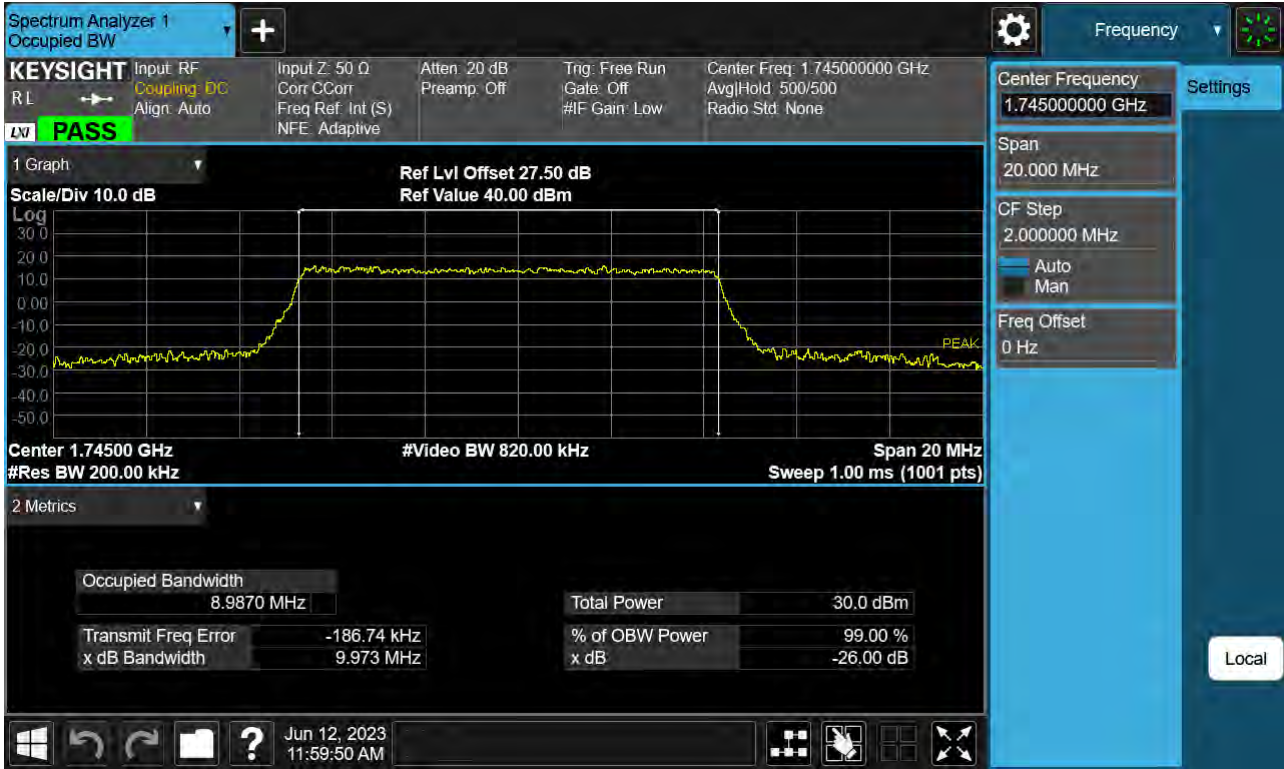 Spectrum Analyzer 1
Occupied BW
+
Frequency
KEYSIGHT
R L
LXI
PASS
Input: RF
Coupling: DC
Align: Auto
Input Z: 50 Ω
Corr CCorr
Freq Ref: Int (S)
NFE: Adaptive
Atten: 20 dB
Preamp: Off
Trig: Free Run
Gate: Off
#IF Gain: Low
Center Freq: 1.745000000 GHz
Avg|Hold: 500/500
Radio Std: None
1 Graph
Scale/Div 10.0 dB
Ref Lvl Offset 27.50 dB
Ref Value 40.00 dBm
Log
30.0
20.0
10.0
0.00
-10.0
-20.0
-30.0
-40.0
-50.0
PEAK
Center 1.74500 GHz
#Video BW 820.00 kHz
Span 20 MHz
#Res BW 200.00 kHz
Sweep 1.00 ms (1001 pts)
2 Metrics
Occupied Bandwidth
8.9870 MHz
Total Power 30.0 dBm
Transmit Freq Error -186.74 kHz
% of OBW Power 99.00 %
x dB Bandwidth 9.973 MHz
x dB -26.00 dB
Center Frequency
1.745000000 GHz
Settings
Span
20.000 MHz
CF Step
2.000000 MHz
Auto
Man
Freq Offset
0 Hz
Local
?
Jun 12, 2023
11:59:50 AM